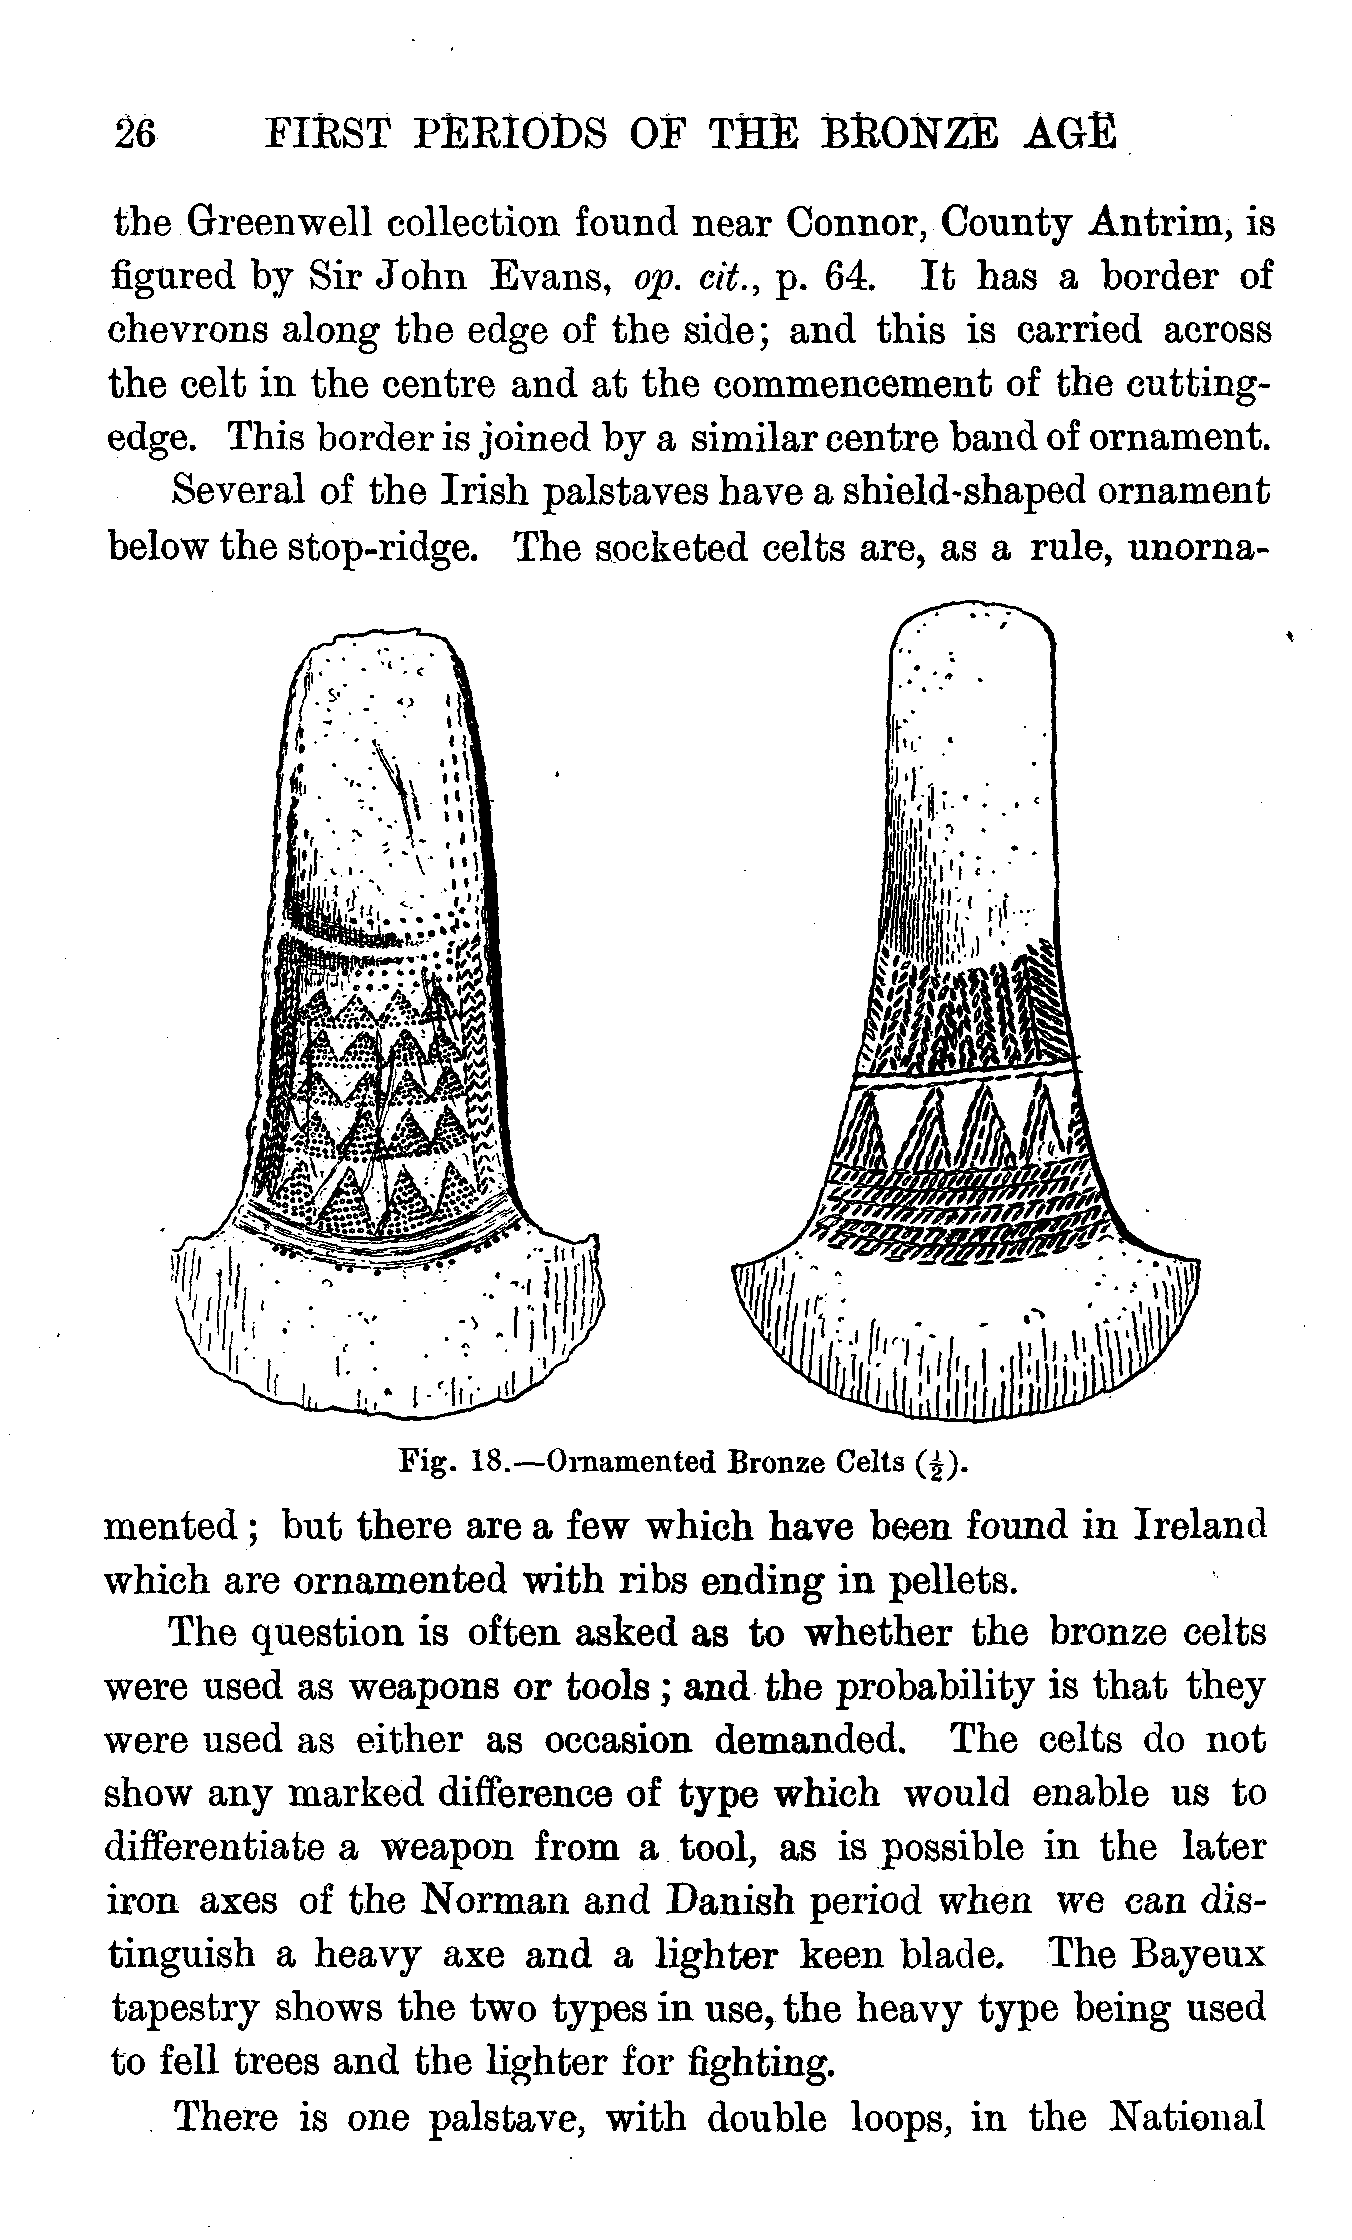 26 FIRST PERIODS OF THE BRONZE AGE
the Greenwell collection found near Connor, County Antrim, is
figured by Sir John Evans, op. cit., p. 64. It has a border of
chevrons along the edge of the side; and this is carried across
the celt in the centre and at the commencement of the cutting-
edge. This border is joined by a similar centre band of ornament.
Several of the Irish palstaves have a shield-shaped ornament
below the stop-ridge. The socketed celts are, as a rule, unorna-
Fig. 18.—Ornamented Bronze Celts (½).
mented; but there are a few which have been found in Ireland
which are ornamented with ribs ending in pellets.
The question is often asked as to whether the bronze celts
were used as weapons or tools; and the probability is that they
were used as either as occasion demanded. The celts do not
show any marked difference of type which would enable us to
differentiate a weapon from a tool, as is possible in the later
iron axes of the Norman and Danish period when we can dis-
tinguish a heavy axe and a lighter keen blade. The Bayeux
tapestry shows the two types in use, the heavy type being used
to fell trees and the lighter for fighting.
There is one palstave, with double loops, in the National